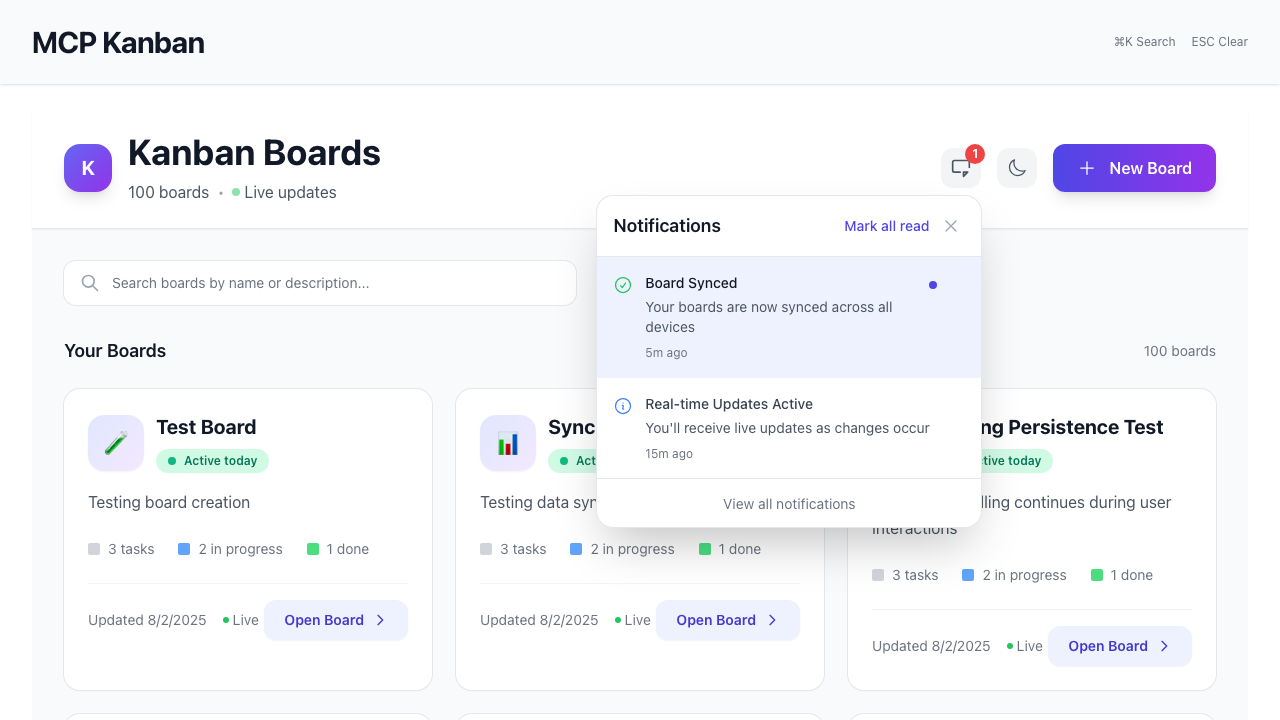 MCP Kanban
⌘K Search
ESC Clear
K
Kanban Boards
100 boards • Live updates
1
New Board
Notifications
Mark all read
Board Synced
Your boards are now synced across all
devices
5m ago
Real-time Updates Active
You'll receive live updates as changes occur
15m ago
View all notifications
Search boards by name or description...
Your Boards
100 boards
Test Board
Active today
Testing board creation
3 tasks
2 in progress
1 done
Updated 8/2/2025
Live
Open Board
Sync
Testing data
3 tasks
2 in progress
1 done
Updated 8/2/2025
Live
Open Board
Persistence Test
today
continues during user
interactions
3 tasks
2 in progress
1 done
Updated 8/2/2025
Live
Open Board